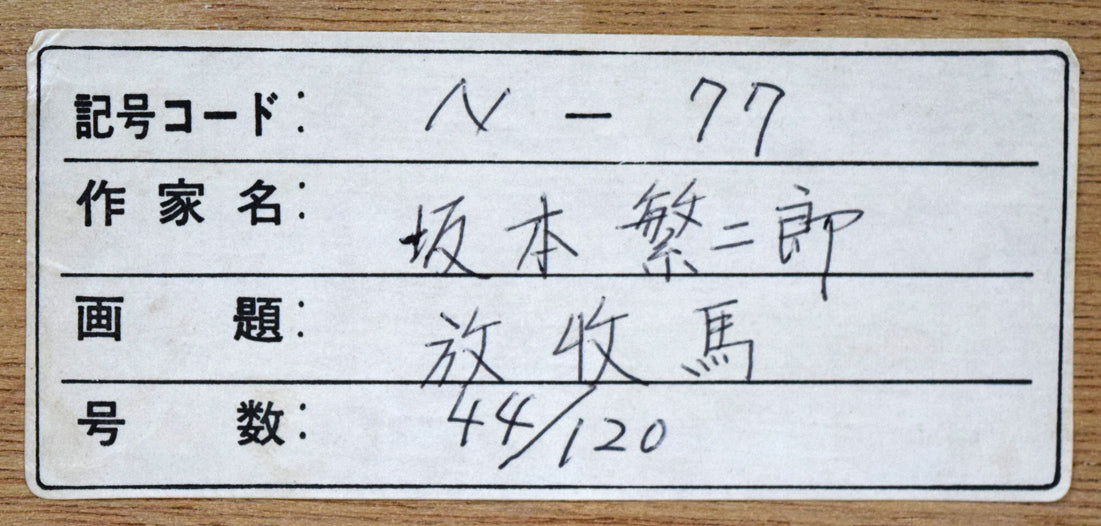 記号コード: N - 77
作家名: 坂本繁二郎
画題: 放牧馬
号数: 44/120